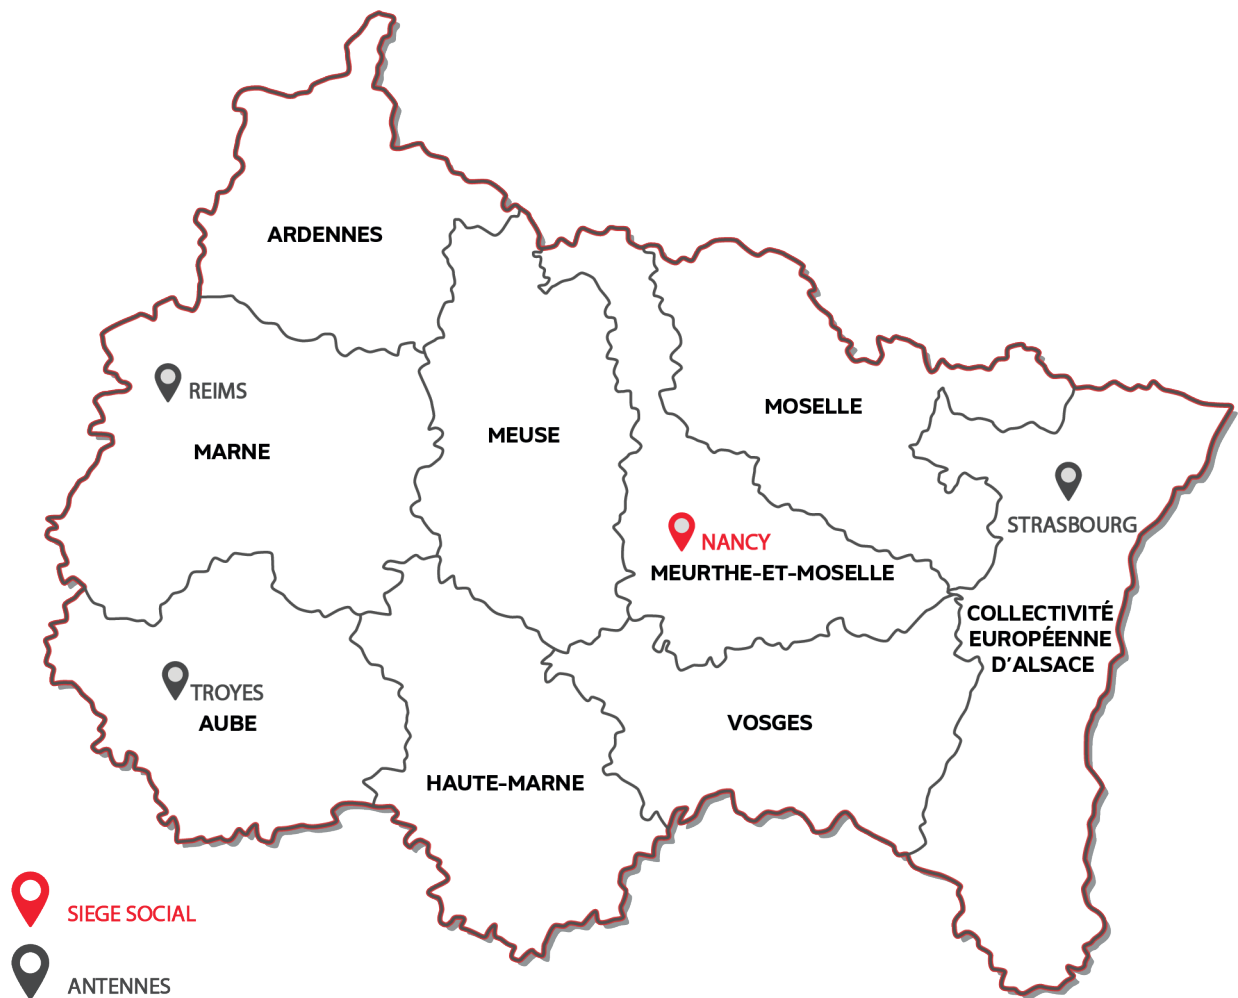 ARDENNES
REIMS
MARNE
MEUSE
MOSELLE
STRASBOURG
NANCY
MEURTHE-ET-MOSELLE
COLLECTIVITÉ
EUROPÉENNE
D'ALSACE
TROYES
AUBE
VOSGES
HAUTE-MARNE
SIEGE SOCIAL
ANTENNES